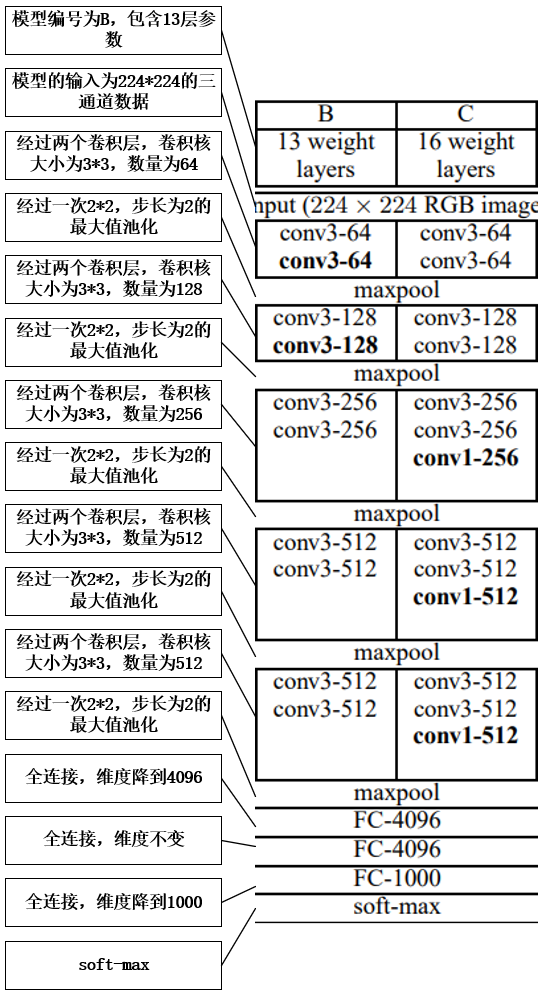 模型编号为B，包含13层参
数
模型的输入为224*224的三
通道数据
经过两个卷积层，卷积核
大小为3*3，数量为64
经过一次2*2，步长为2的
最大值池化
经过两个卷积层，卷积核
大小为3*3，数量为128
经过一次2*2，步长为2的
最大值池化
经过两个卷积层，卷积核
大小为3*3，数量为256
经过一次2*2，步长为2的
最大值池化
经过两个卷积层，卷积核
大小为3*3，数量为512
经过一次2*2，步长为2的
最大值池化
经过两个卷积层，卷积核
大小为3*3，数量为512
经过一次2*2，步长为2的
最大值池化
全连接，维度降到4096
全连接，维度不变
全连接，维度降到1000
soft-max
B C
13 weight 16 weight
layers layers
nput (224 × 224 RGB image
conv3-64 conv3-64
conv3-64 conv3-64
maxpool
conv3-128 conv3-128
conv3-128 conv3-128
maxpool
conv3-256 conv3-256
conv3-256 conv3-256
conv1-256
maxpool
conv3-512 conv3-512
conv3-512 conv3-512
conv1-512
maxpool
conv3-512 conv3-512
conv3-512 conv3-512
conv1-512
maxpool
FC-4096
FC-4096
FC-1000
soft-max